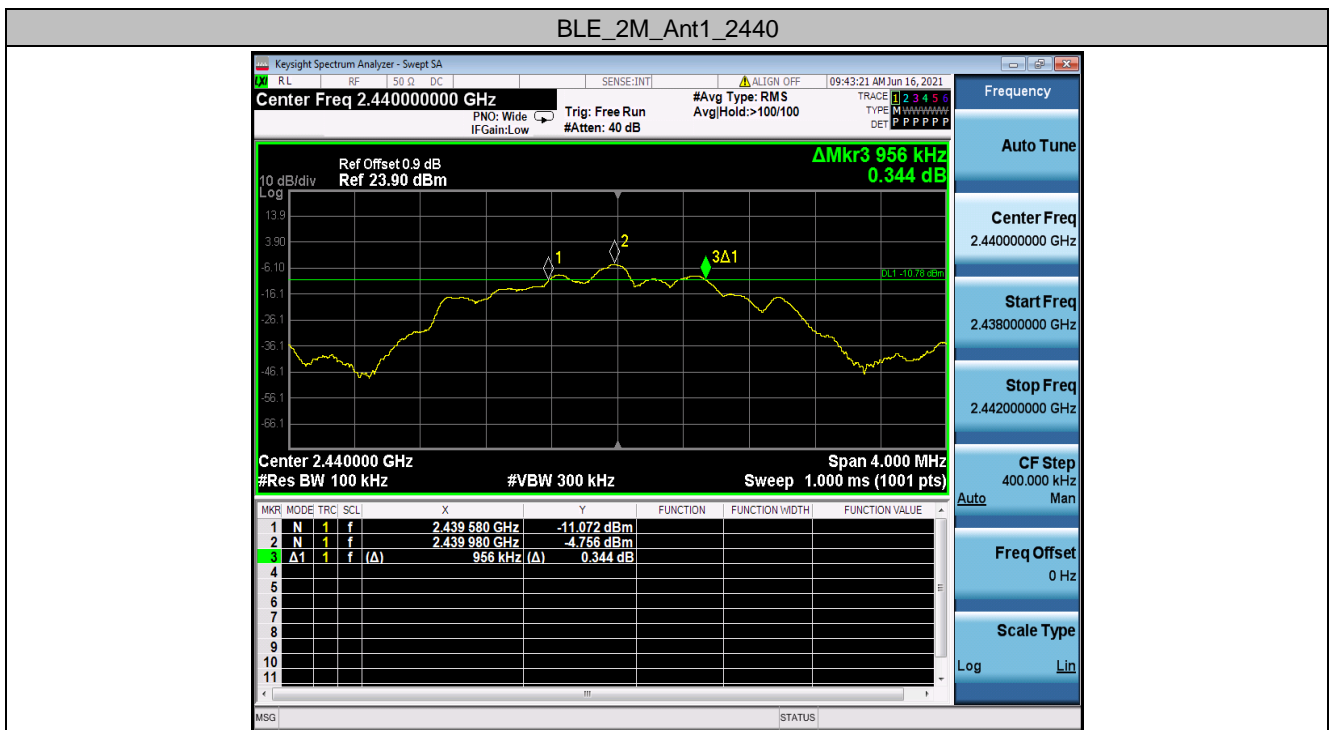 BLE_2M_Ant1_2440
Keysight Spectrum Analyzer - Swept SA
LXI RL RF 50 Ω DC SENSE:INT ALIGN OFF 09:43:21 AM Jun 16, 2021
Center Freq 2.440000000 GHz
PNO: Wide
IFGain:Low
Trig: Free Run
#Atten: 40 dB
#Avg Type: RMS
Avg|Hold:>100/100
TRACE 1 2 3 4 5 6
TYPE M W W W W W
DET P P P P P P
ΔMkr3 956 kHz
0.344 dB
Ref Offset 0.9 dB
10 dB/div Ref 23.90 dBm
Log
13.9
3.90
-6.10
-16.1
-26.1
-36.1
-46.1
-56.1
-66.1
1
2
3Δ1
DL1 -10.78 dBm
Center 2.440000 GHz Span 4.000 MHz
#Res BW 100 kHz #VBW 300 kHz Sweep 1.000 ms (1001 pts)
MKR MODE TRC SCL X Y FUNCTION FUNCTION WIDTH FUNCTION VALUE
1 N 1 f 2.439 580 GHz -11.072 dBm
2 N 1 f 2.439 980 GHz -4.756 dBm
3 Δ1 1 f (Δ) 956 kHz (Δ) 0.344 dB
4
5
6
7
8
9
10
11
MSG STATUS
Frequency
Auto Tune
Center Freq
2.440000000 GHz
Start Freq
2.438000000 GHz
Stop Freq
2.442000000 GHz
CF Step
400.000 kHz
Auto Man
Freq Offset
0 Hz
Scale Type
Log Lin